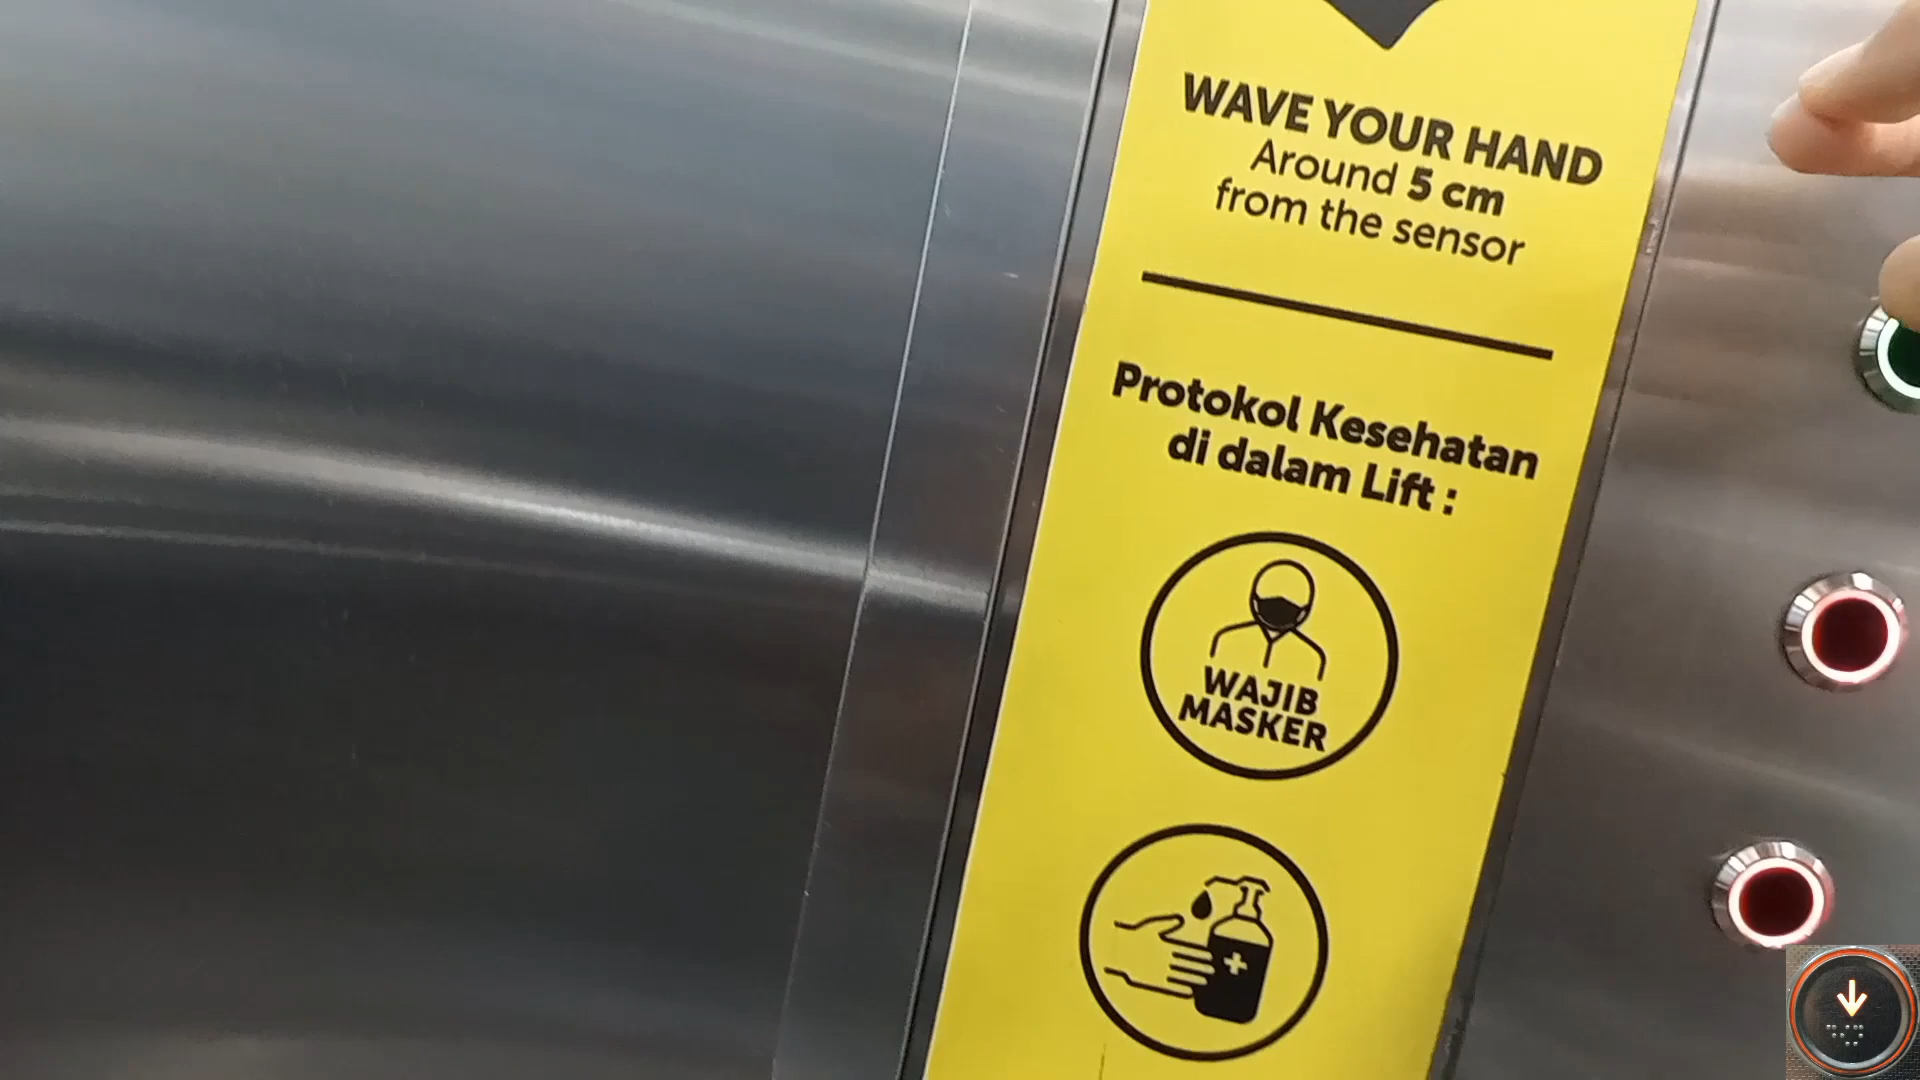 WAVE YOUR HAND
Around 5 cm
from the sensor
Protokol Kesehatan
di dalam Lift :
WAJIB
MASKER